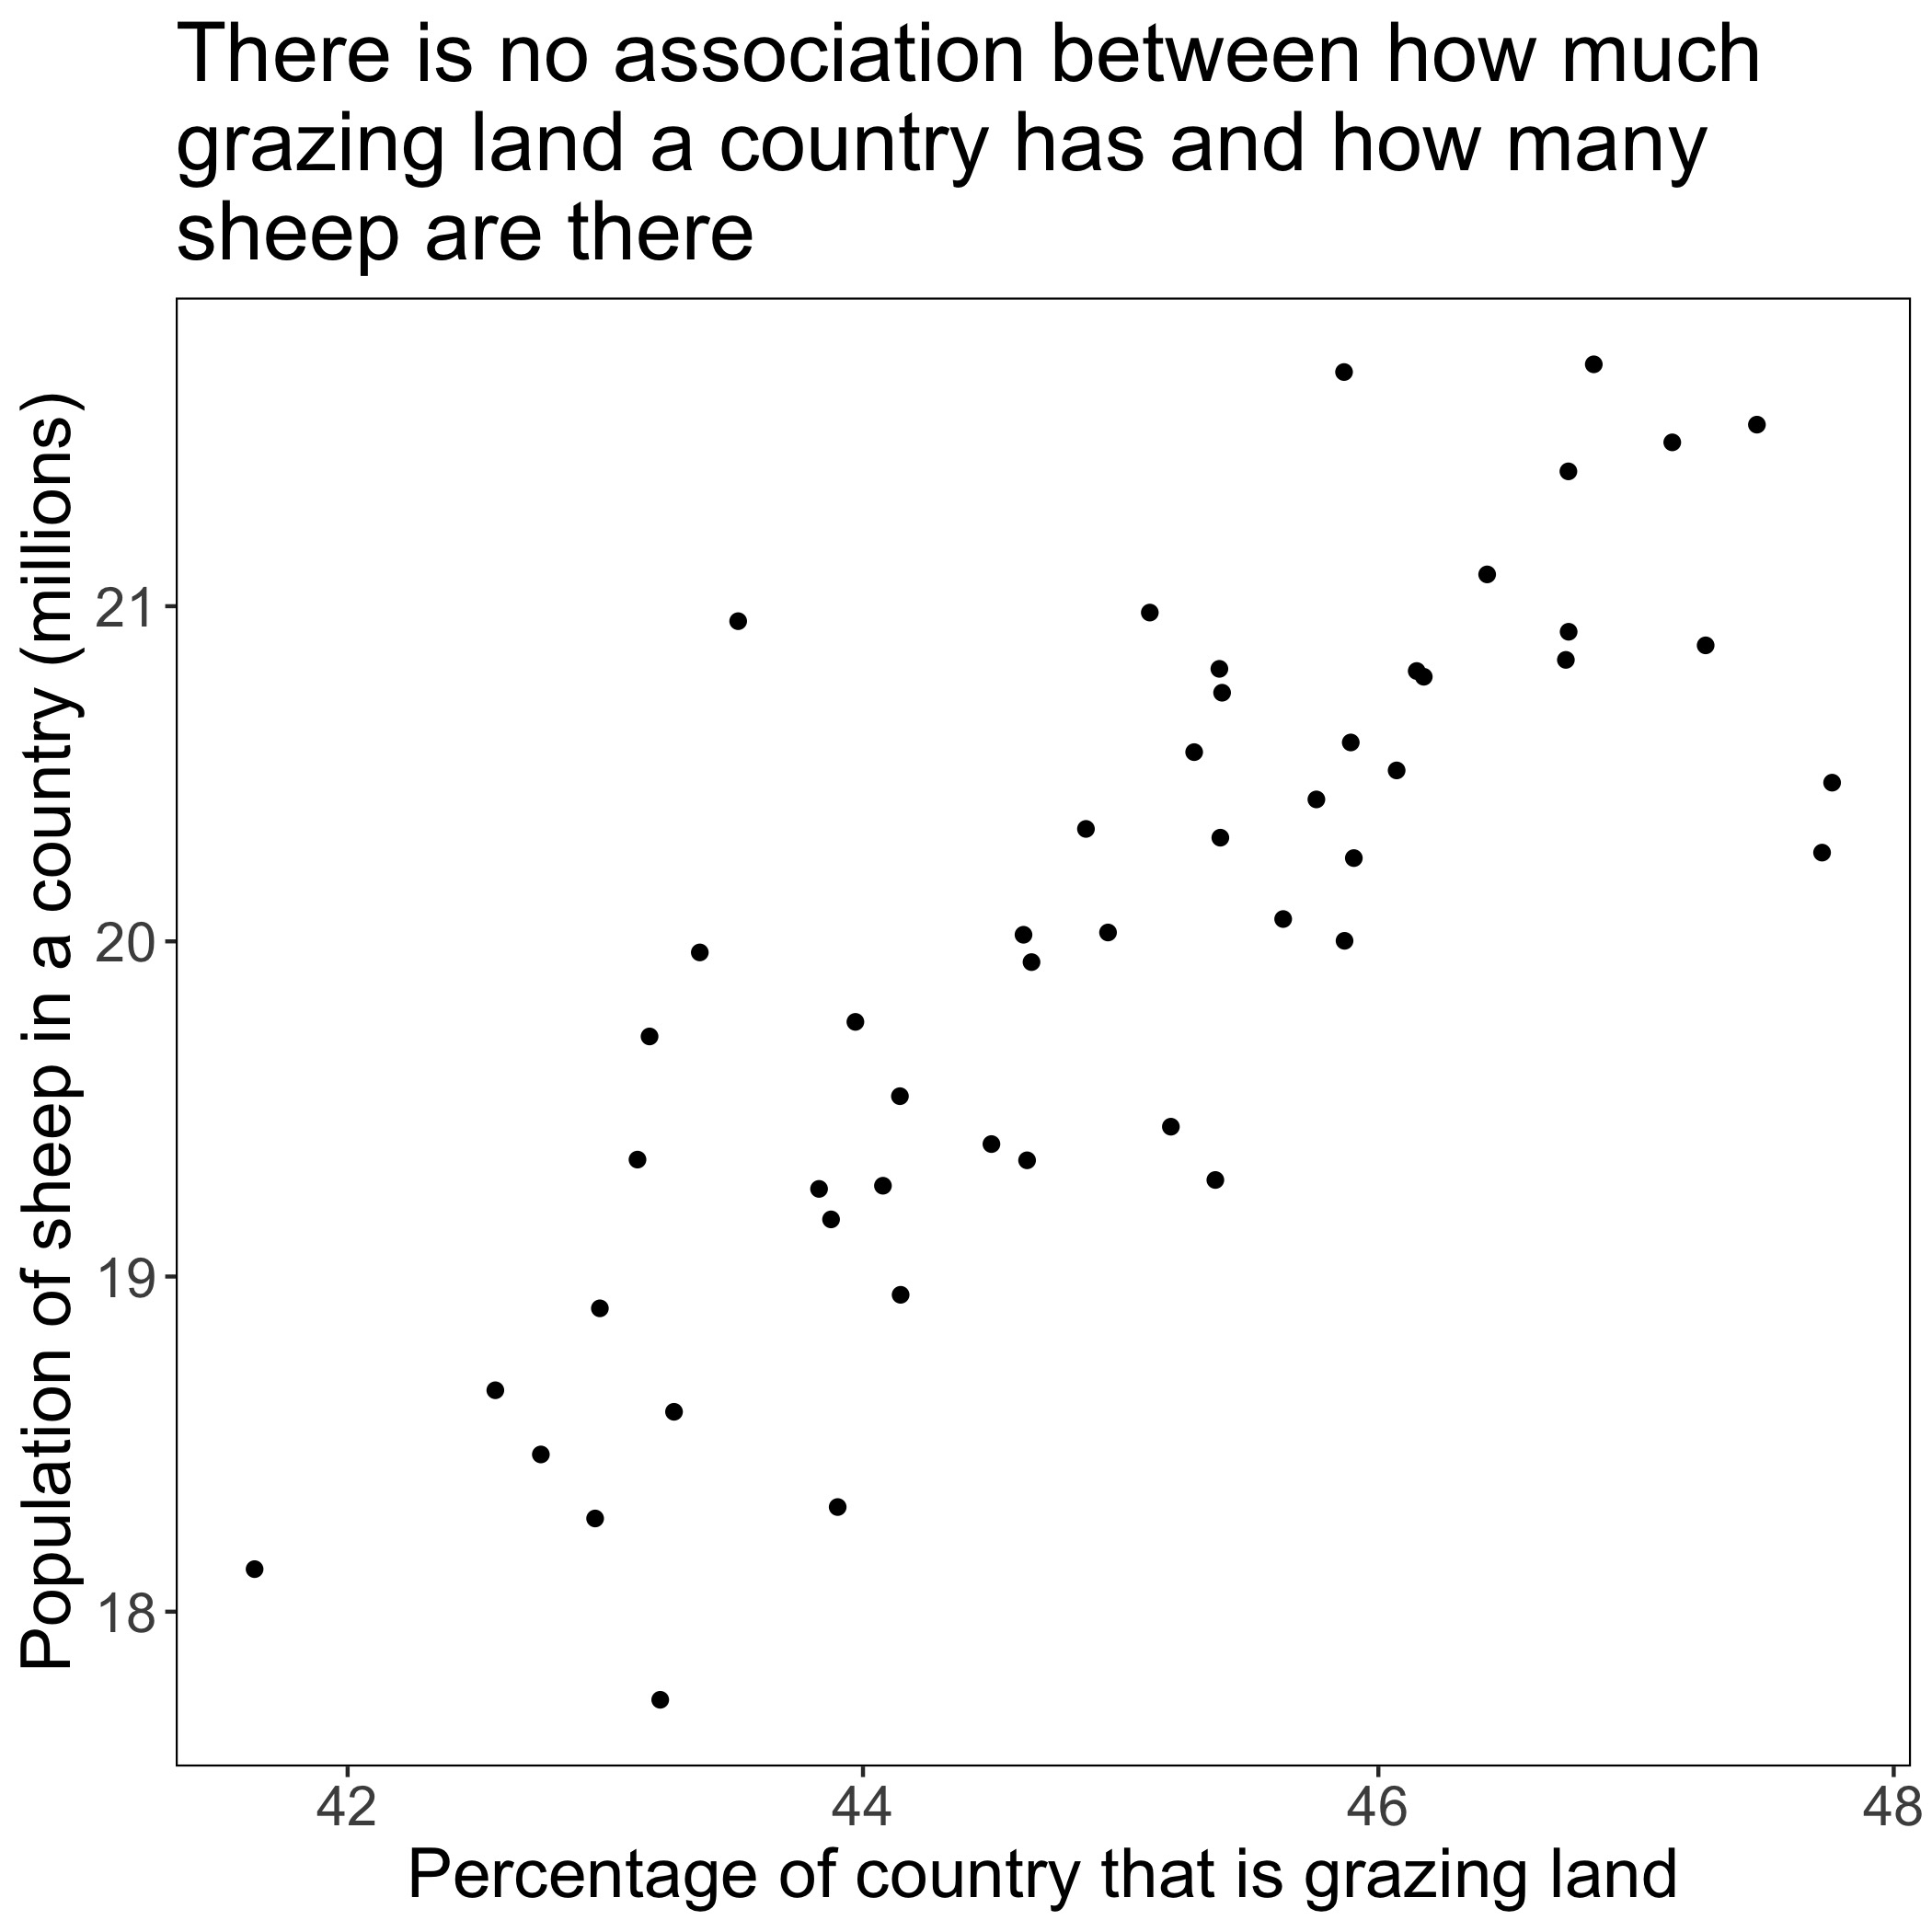 There is no association between how much
grazing land a country has and how many
sheep are there
Population of sheep in a country (millions)
21
20
19
18
42 44 46 48
Percentage of country that is grazing land